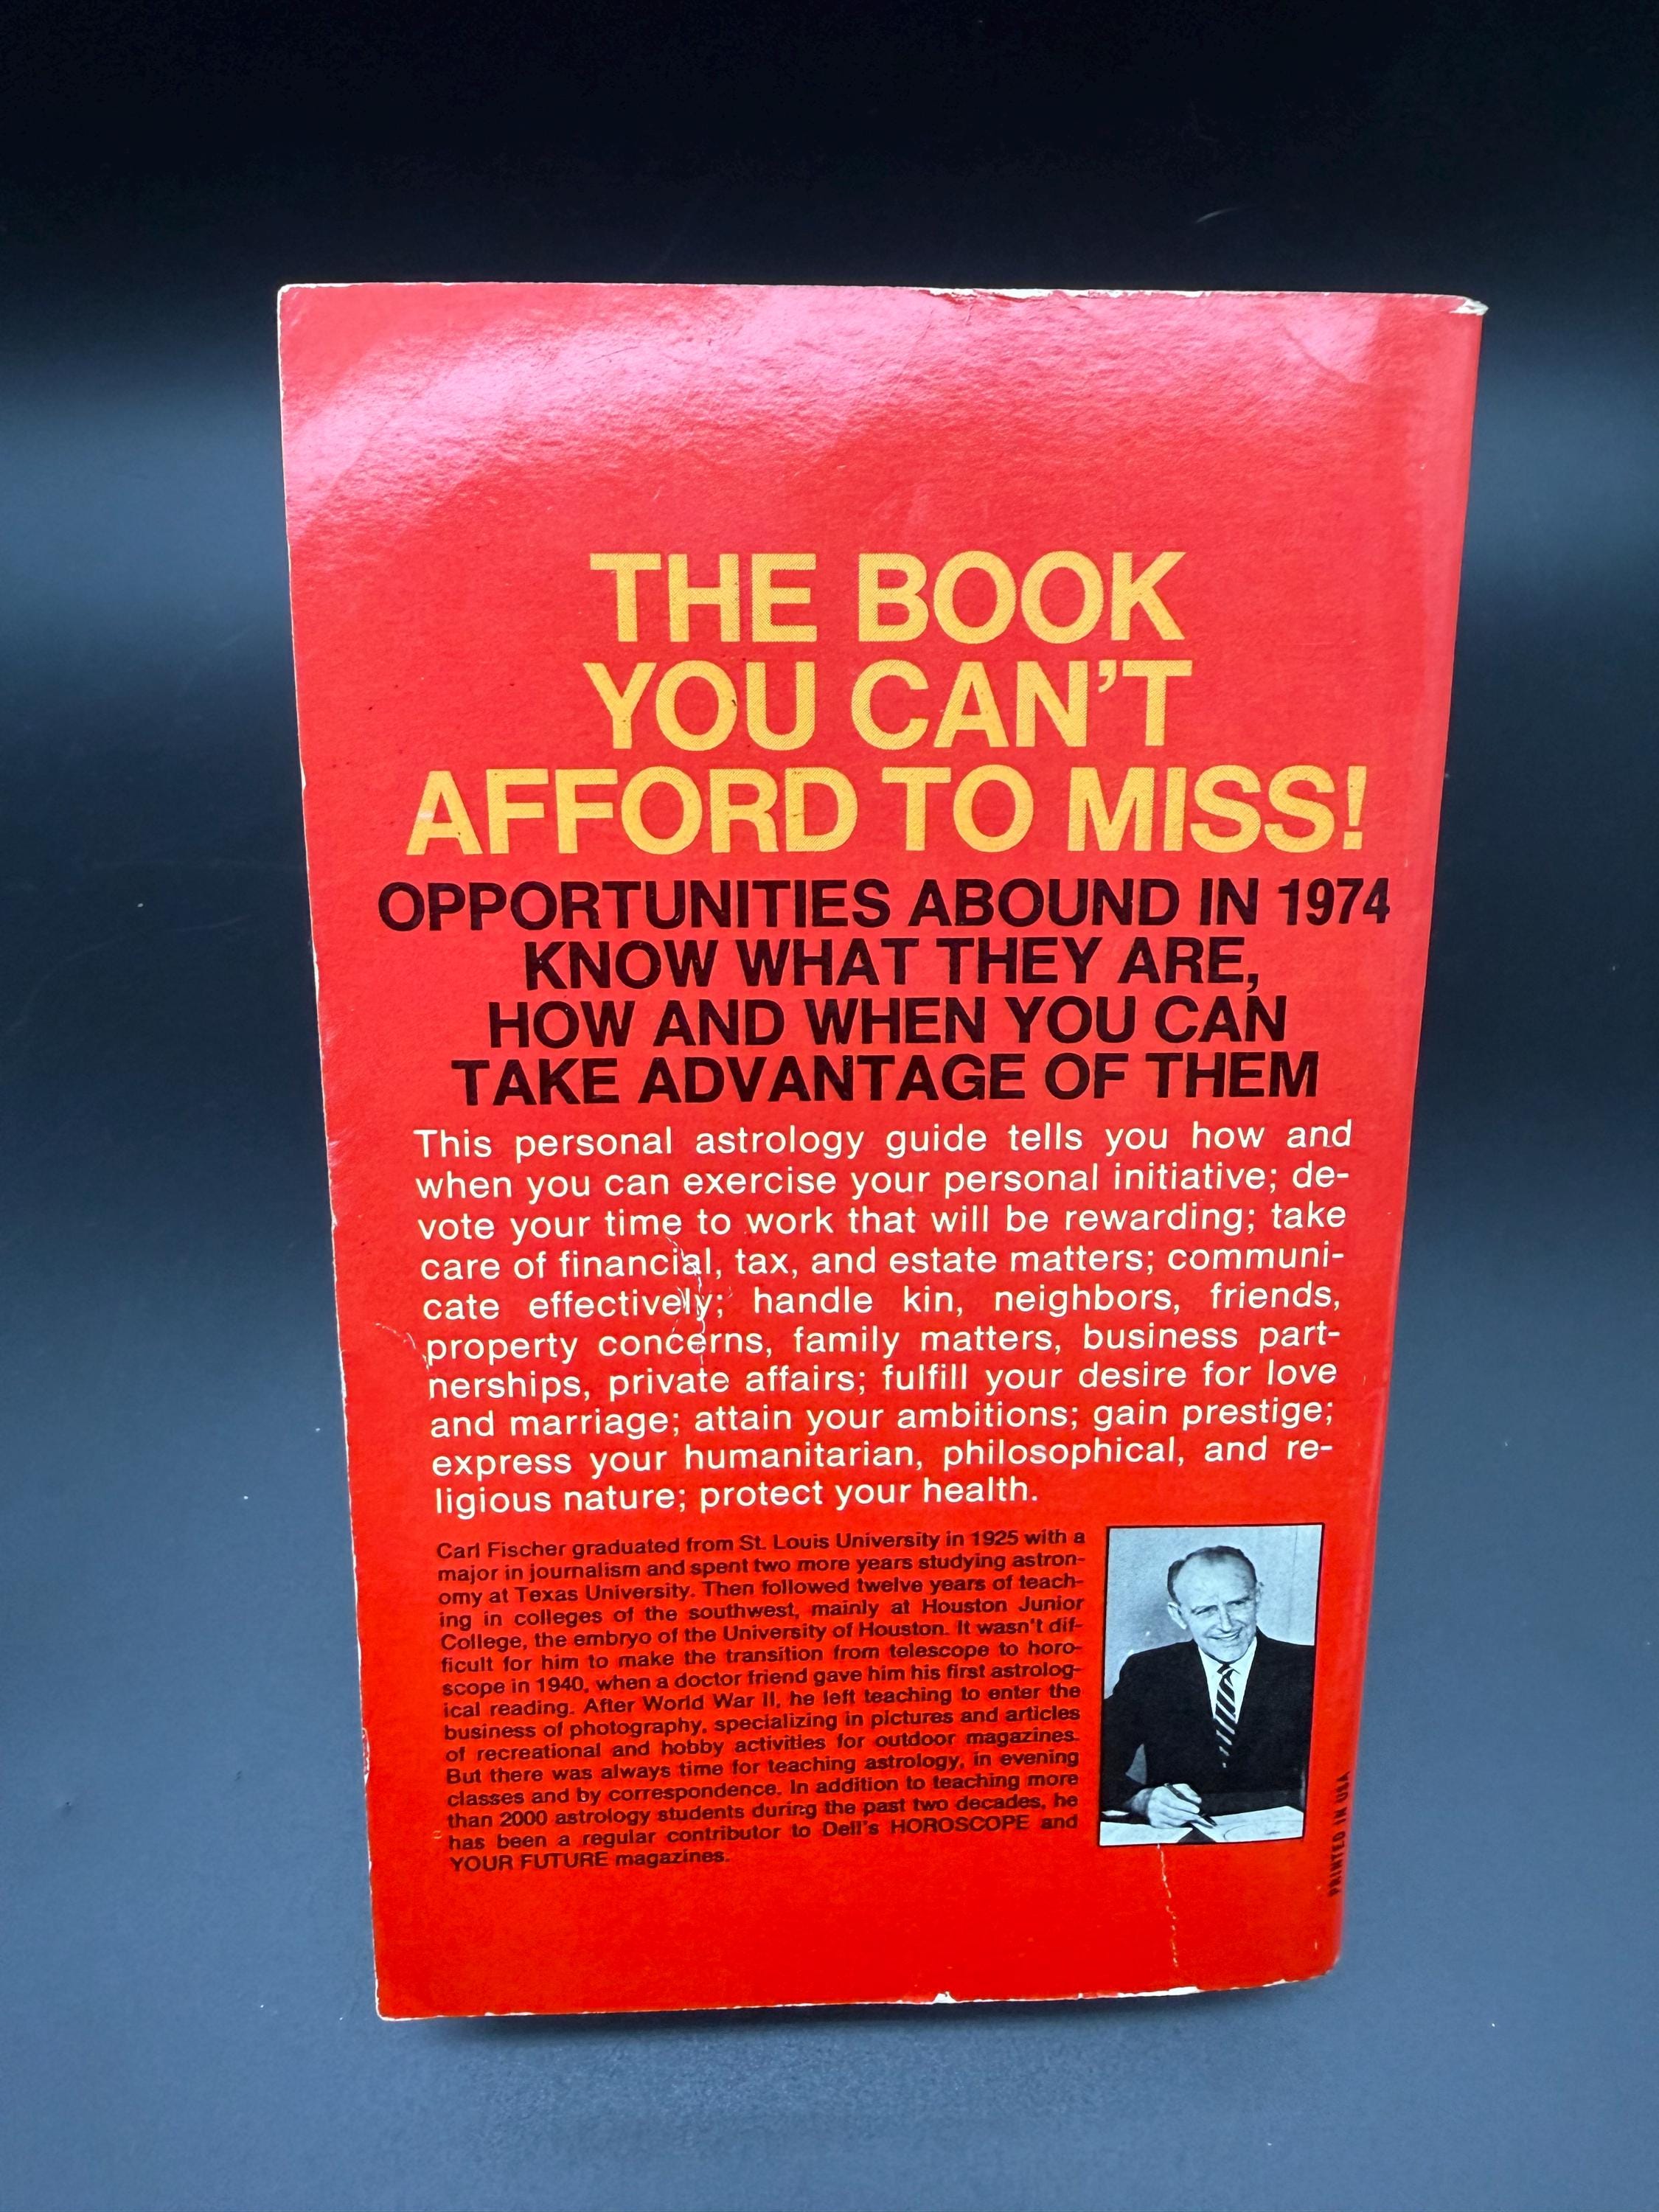 THE BOOK
YOU CAN'T
AFFORD TO MISS!
OPPORTUNITIES ABOUND IN 1974
KNOW WHAT THEY ARE,
HOW AND WHEN YOU CAN
TAKE ADVANTAGE OF THEM
This personal astrology guide tells you how and
when you can exercise your personal initiative; de-
vote your time to work that will be rewarding; take
care of financial, tax, and estate matters; communi-
cate effectively; handle kin, neighbors, friends,
property concerns, family matters, business part-
nerships, private affairs; fulfill your desire for love
and marriage; attain your ambitions; gain prestige;
express your humanitarian, philosophical, and re-
ligious nature; protect your health.
Carl Fischer graduated from St. Louis University in 1925 with a
major in journalism and spent two more years studying astron-
omy at Texas University. Then followed twelve years of teach-
ing in colleges of the southwest, mainly at Houston Junior
College, the embryo of the University of Houston. It wasn't dif-
ficult for him to make the transition from telescope to horo-
scope in 1940, when a doctor friend gave him his first astrolog-
ical reading. After World War II, he left teaching to enter the
business of photography, specializing in pictures and articles
of recreational and hobby activities for outdoor magazines.
But there was always time for teaching astrology, in evening
classes and by correspondence. In addition to teaching more
than 2000 astrology students during the past two decades, he
has been a regular contributor to Dell's HOROSCOPE and
YOUR FUTURE magazines.
PRINTED IN USA